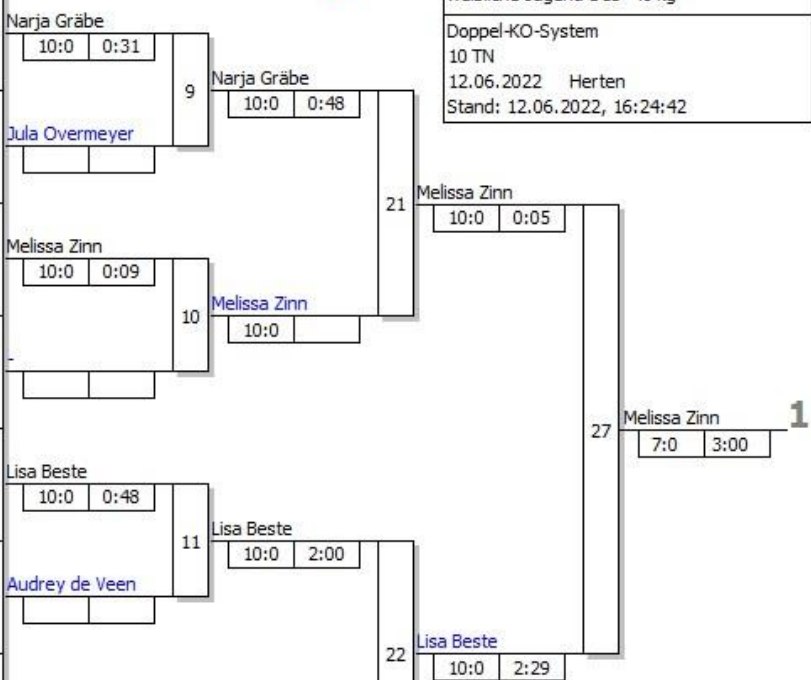 Doppel-KO-System
10 TN
12.06.2022 Herten
Stand: 12.06.2022, 16:24:42
Narja Gräbe
10:0 0:31
9
Jula Overmeyer
Narja Gräbe
10:0 0:48
Melissa Zinn
10:0 0:09
10
-
Melissa Zinn
10:0
21
Melissa Zinn
10:0 0:05
Lisa Beste
10:0 0:48
11
Audrey de Veen
Lisa Beste
10:0 2:00
22
Lisa Beste
10:0 2:29
27
Melissa Zinn
7:0 3:00
1